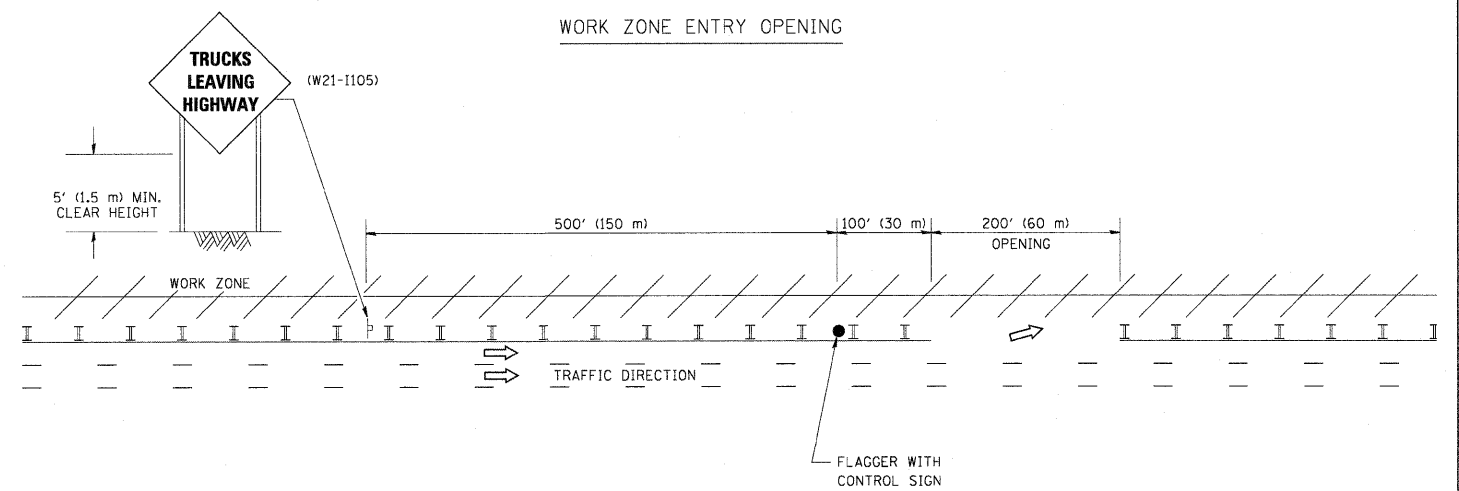 WORK ZONE ENTRY OPENING
TRUCKS
LEAVING
HIGHWAY
(W21-I105)
5' (1.5 m) MIN.
CLEAR HEIGHT
500' (150 m)
100' (30 m)
200' (60 m)
OPENING
WORK ZONE
TRAFFIC DIRECTION
FLAGGER WITH
CONTROL SIGN